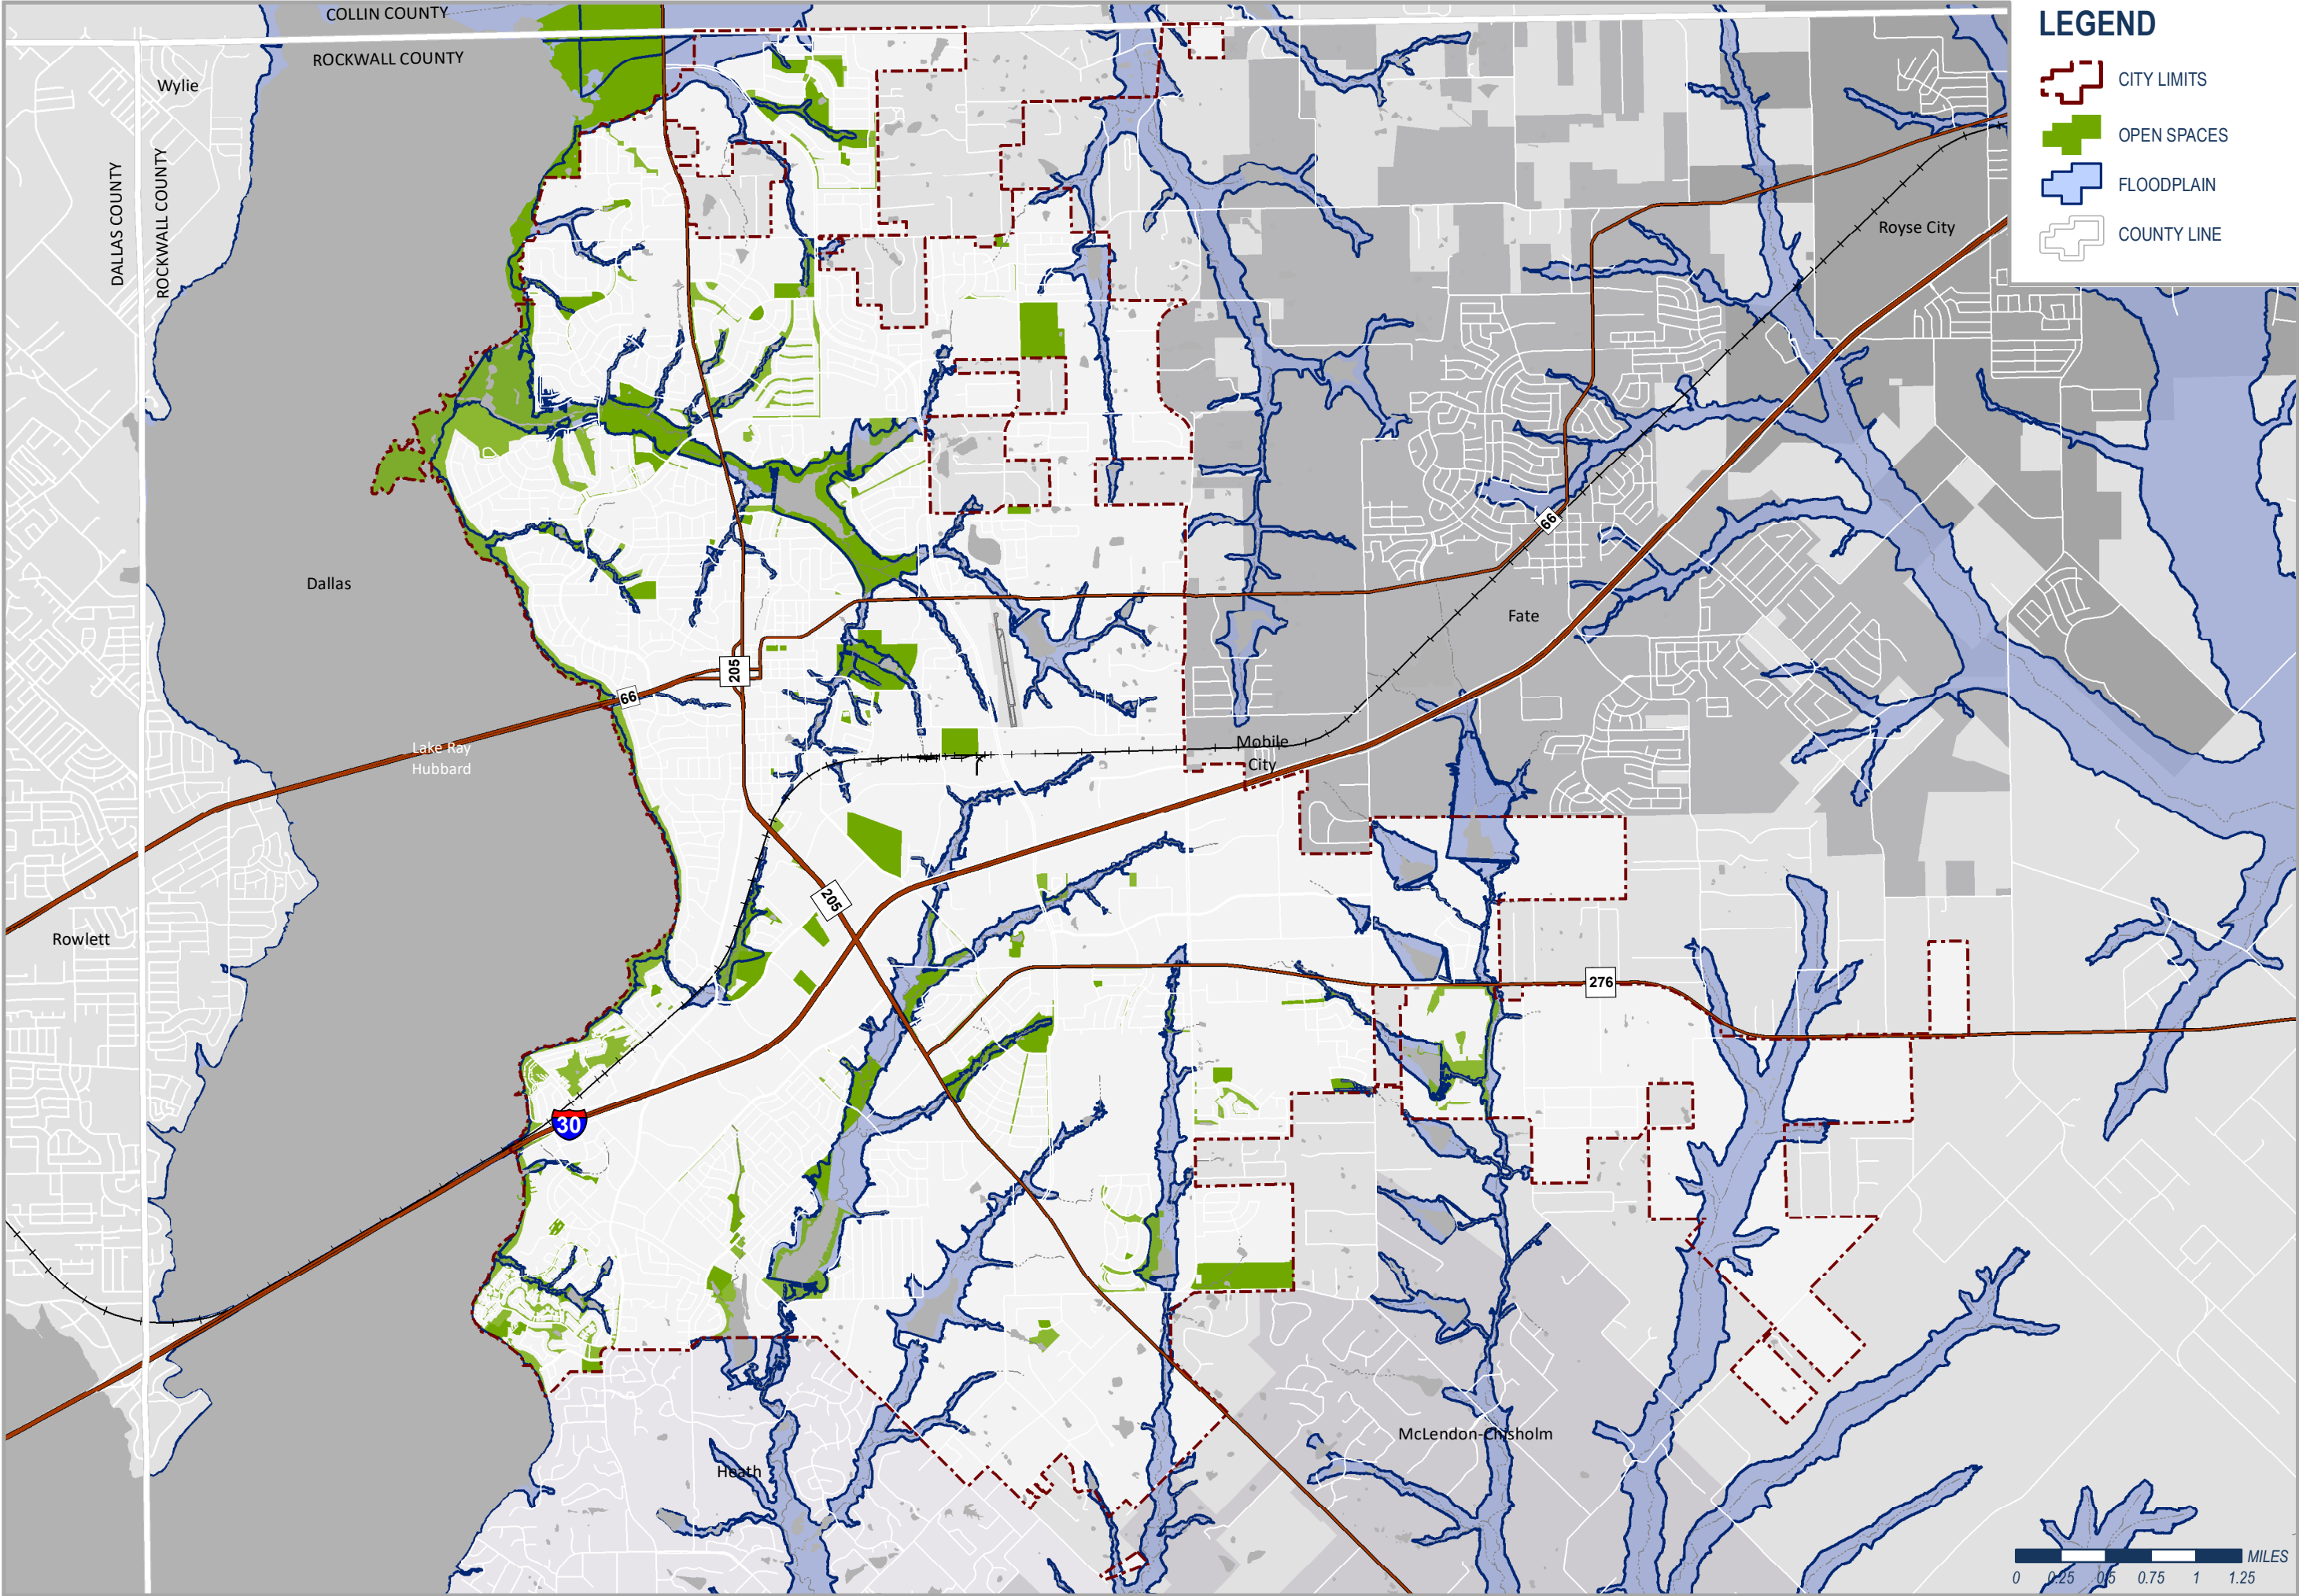 COLLIN COUNTY
ROCKWALL COUNTY
Wylie
DALLAS COUNTY
ROCKWALL COUNTY
LEGEND
CITY LIMITS
OPEN SPACES
FLOODPLAIN
COUNTY LINE
Royse City
66
Dallas
Fate
205
66
Lake Ray
Hubbard
Mobile
City
205
Rowlett
276
30
McLendon-Chisholm
Heath
MILES
0 0.25 0.5 0.75 1 1.25